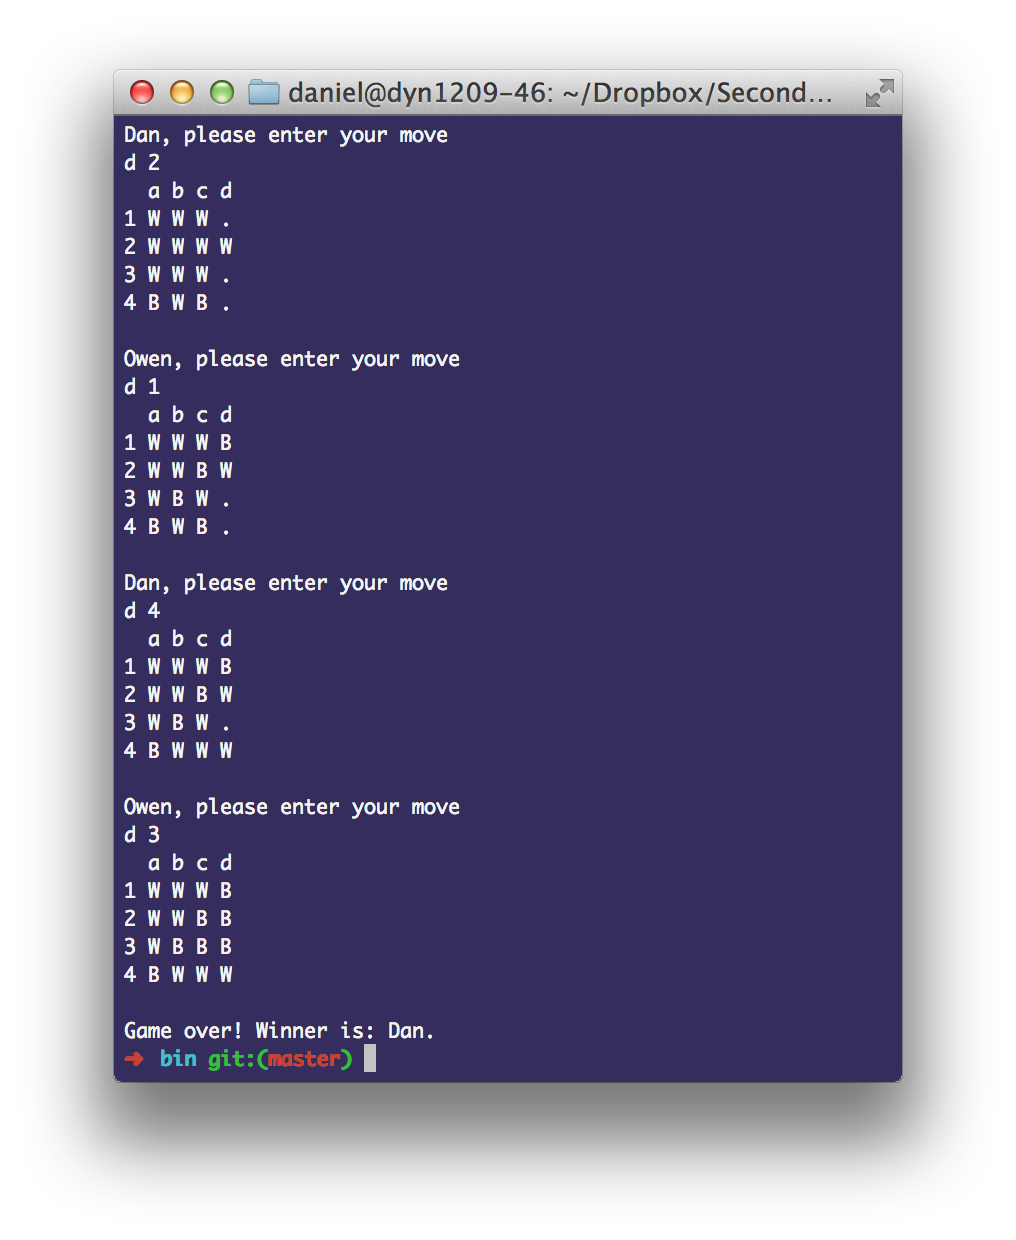 daniel@dyn1209-46: ~/Dropbox/Second...
Dan, please enter your move
d 2
  a b c d
1 W W W .
2 W W W W
3 W W W .
4 B W B .

Owen, please enter your move
d 1
  a b c d
1 W W W B
2 W W B W
3 W B W .
4 B W B .

Dan, please enter your move
d 4
  a b c d
1 W W W B
2 W W B W
3 W B W .
4 B W W W

Owen, please enter your move
d 3
  a b c d
1 W W W B
2 W W B B
3 W B B B
4 B W W W

Game over! Winner is: Dan.
➜ bin git:(master)